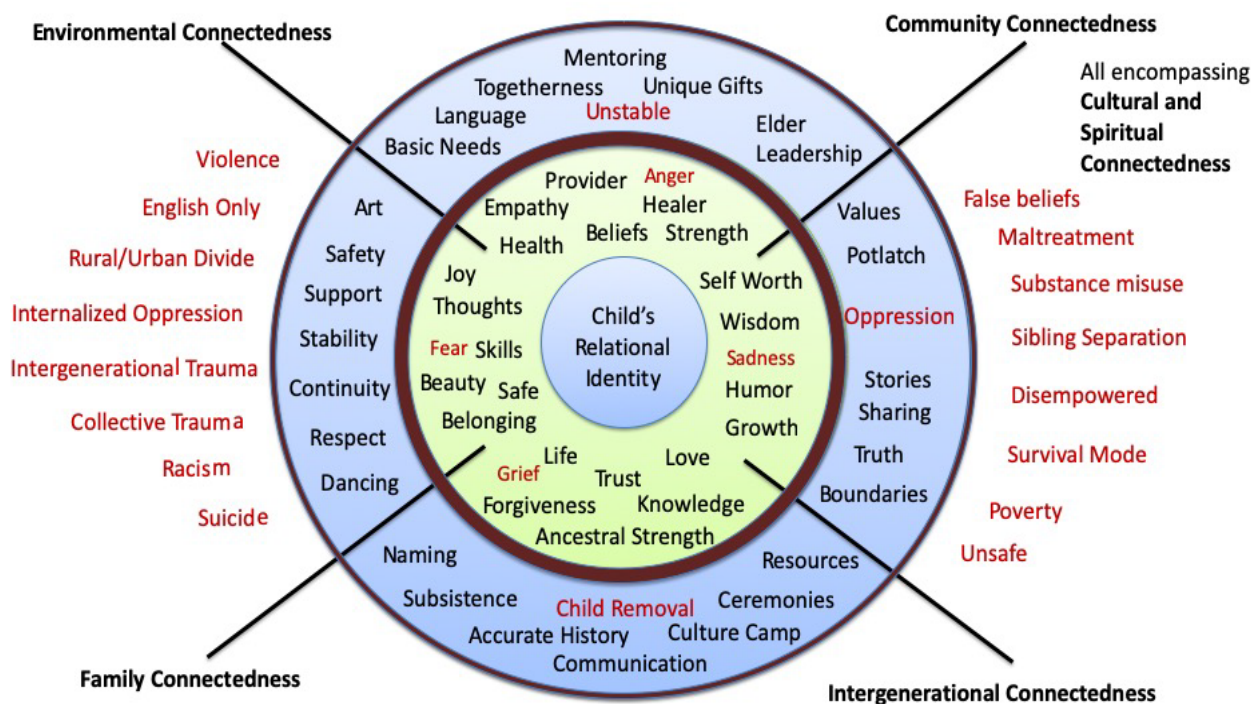 Environmental Connectedness
Community Connectedness
All encompassing
Cultural and
Spiritual
Connectedness
Mentoring
Togetherness
Unique Gifts
Language
Unstable
Basic Needs
Elder
Leadership
Violence
English Only
Rural/Urban Divide
Internalized Oppression
Intergenerational Trauma
Collective Trauma
Racism
Suicide
Art
Safety
Support
Stability
Continuity
Respect
Dancing
Provider
Anger
Empathy
Healer
Health
Beliefs
Strength
Joy
Thoughts
Fear
Skills
Beauty
Safe
Belonging
Child's
Relational
Identity
Self Worth
Wisdom
Sadness
Humor
Growth
Life
Love
Grief
Trust
Forgiveness
Knowledge
Ancestral Strength
Values
Potlatch
Oppression
Stories
Sharing
Truth
Boundaries
False beliefs
Maltreatment
Substance misuse
Sibling Separation
Disempowered
Survival Mode
Poverty
Unsafe
Naming
Resources
Subsistence
Child Removal
Ceremonies
Accurate History
Culture Camp
Communication
Family Connectedness
Intergenerational Connectedness